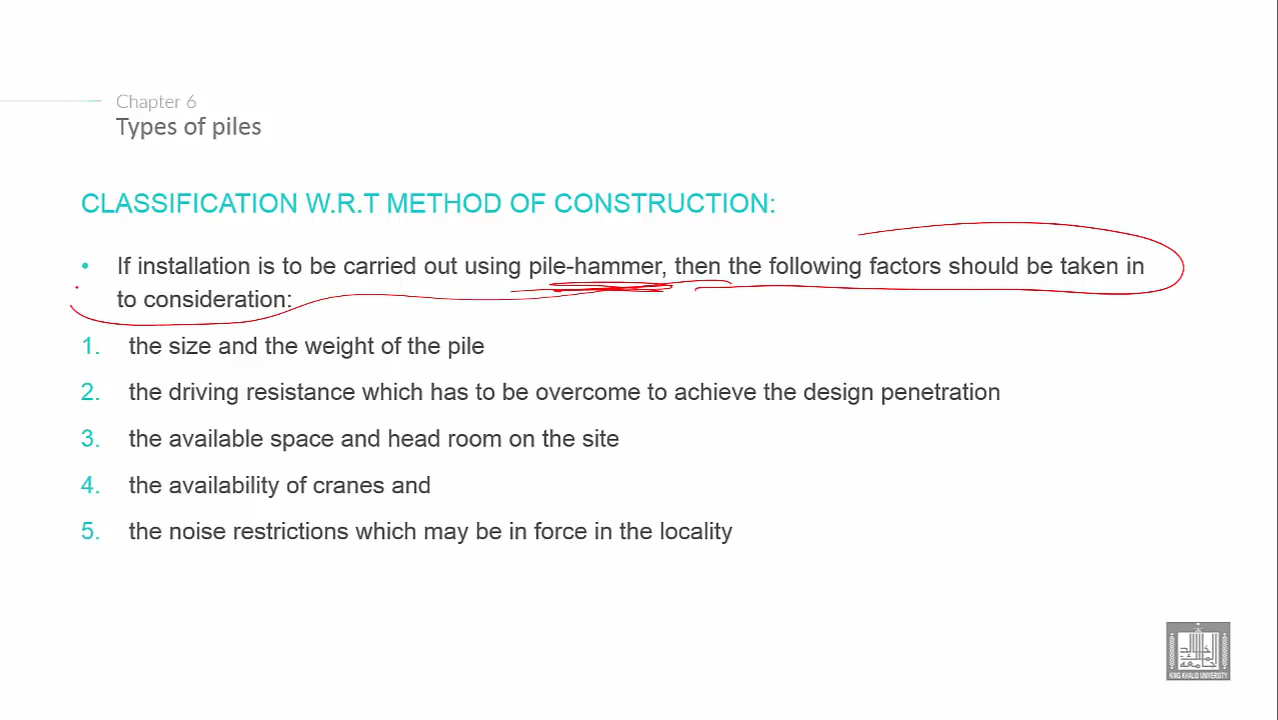 Chapter 6
Types of piles
CLASSIFICATION W.R.T METHOD OF CONSTRUCTION:
• If installation is to be carried out using pile-hammer, then the following factors should be taken in
to consideration:
1. the size and the weight of the pile
2. the driving resistance which has to be overcome to achieve the design penetration
3. the available space and head room on the site
4. the availability of cranes and
5. the noise restrictions which may be in force in the locality
KING KHALID UNIVERSITY